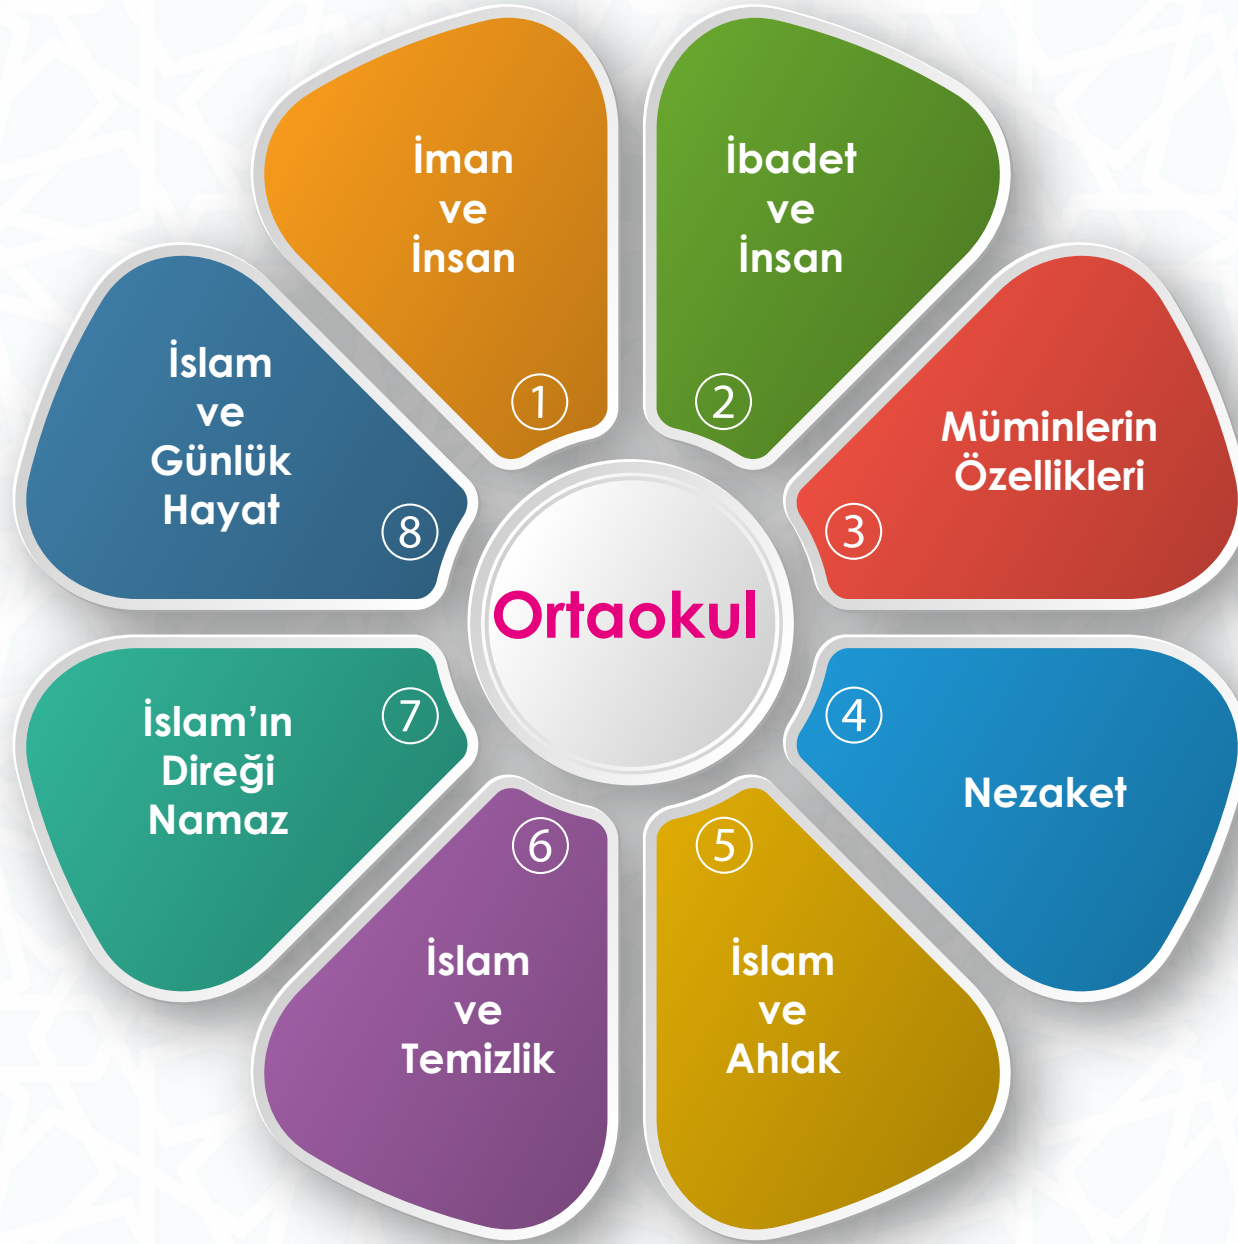 İman
ve
İnsan
1
İbadet
ve
İnsan
2
Müminlerin
Özellikleri
3
Nezaket
4
İslam
ve
Ahlak
5
İslam
ve
Temizlik
6
İslam’ın
Direği
Namaz
7
İslam
ve
Günlük
Hayat
8
Ortaokul